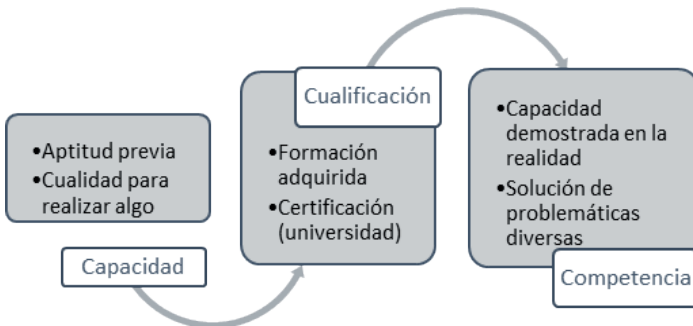 •Aptitud previa
•Cualidad para
realizar algo
Capacidad
Cualificación
•Formación
adquirida
•Certificación
(universidad)
•Capacidad
demostrada en la
realidad
•Solución de
problemáticas
diversas
Competencia